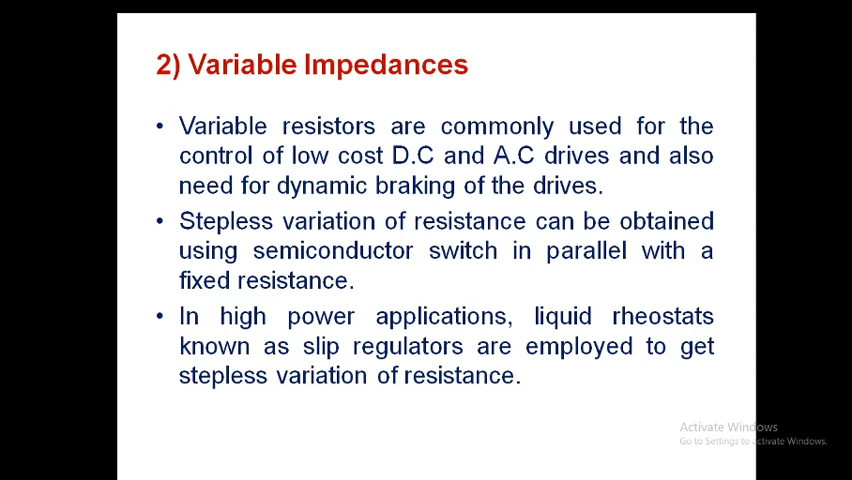 2) Variable Impedances
• Variable resistors are commonly used for the
control of low cost D.C and A.C drives and also
need for dynamic braking of the drives.
• Stepless variation of resistance can be obtained
using semiconductor switch in parallel with a
fixed resistance.
• In high power applications, liquid rheostats
known as slip regulators are employed to get
stepless variation of resistance.
Activate Windows
Go to Settings to activate Windows.